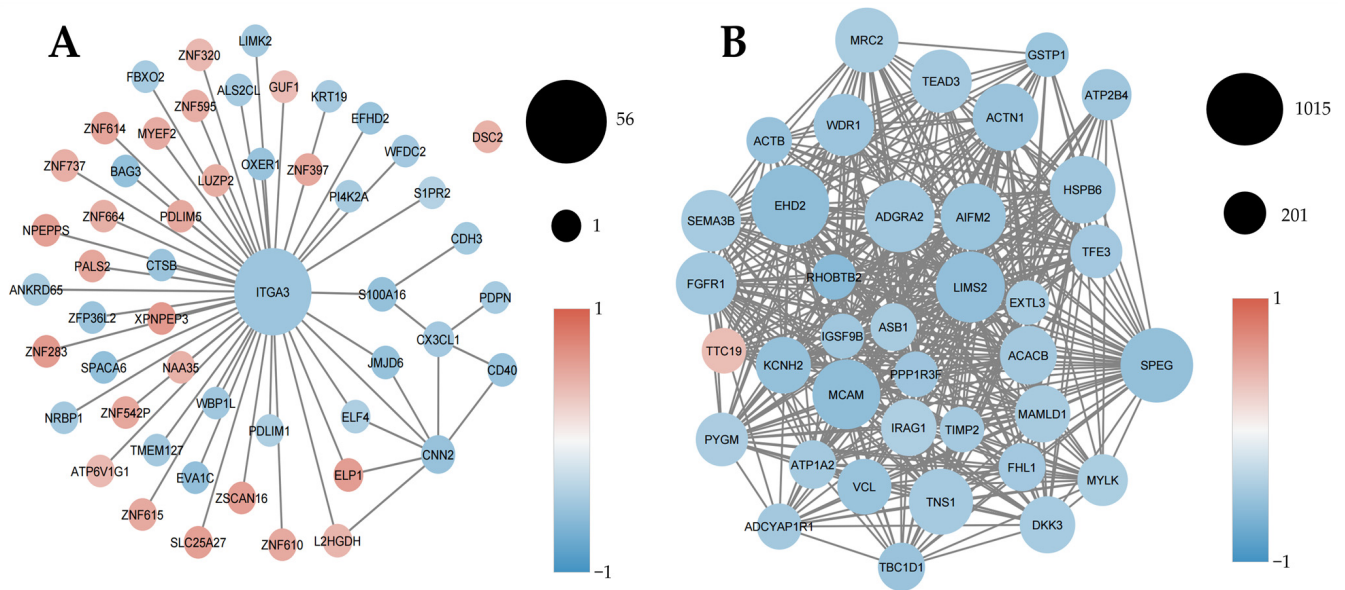 A
LIMK2
ZNF320
FBXO2
ALS2CL
GUF1
KRT19
ZNF595
EFHD2
ZNF614
MYEF2
DSC2
WFDC2
OXER1
ZNF397
ZNF737
BAG3
LUZP2
PI4K2A
S1PR2
ZNF664
PDLIM5
NPEPPS
CDH3
PALS2
CTSB
ANKRD65
ITGA3
S100A16
PDPN
ZFP36L2
XPNPEP3
CX3CL1
ZNF283
SPACA6
NAA35
JMJD6
CD40
NRBP1
ZNF542P
WBP1L
ELF4
PDLIM1
TMEM127
CNN2
ATP6V1G1
EVA1C
ELP1
ZSCAN16
ZNF615
SLC25A27
ZNF610
L2HGDH
56
1
1
−1
B
MRC2
GSTP1
TEAD3
ATP2B4
ACTN1
WDR1
ACTB
HSPB6
EHD2
ADGRA2
AIFM2
SEMA3B
TFE3
RHOBTB2
FGFR1
LIMS2
EXTL3
ASB1
IGSF9B
TTC19
ACACB
KCNH2
PPP1R3F
SPEG
MCAM
MAMLD1
IRAG1
TIMP2
PYGM
ATP1A2
FHL1
VCL
MYLK
TNS1
ADCYAP1R1
DKK3
TBC1D1
1015
201
1
−1